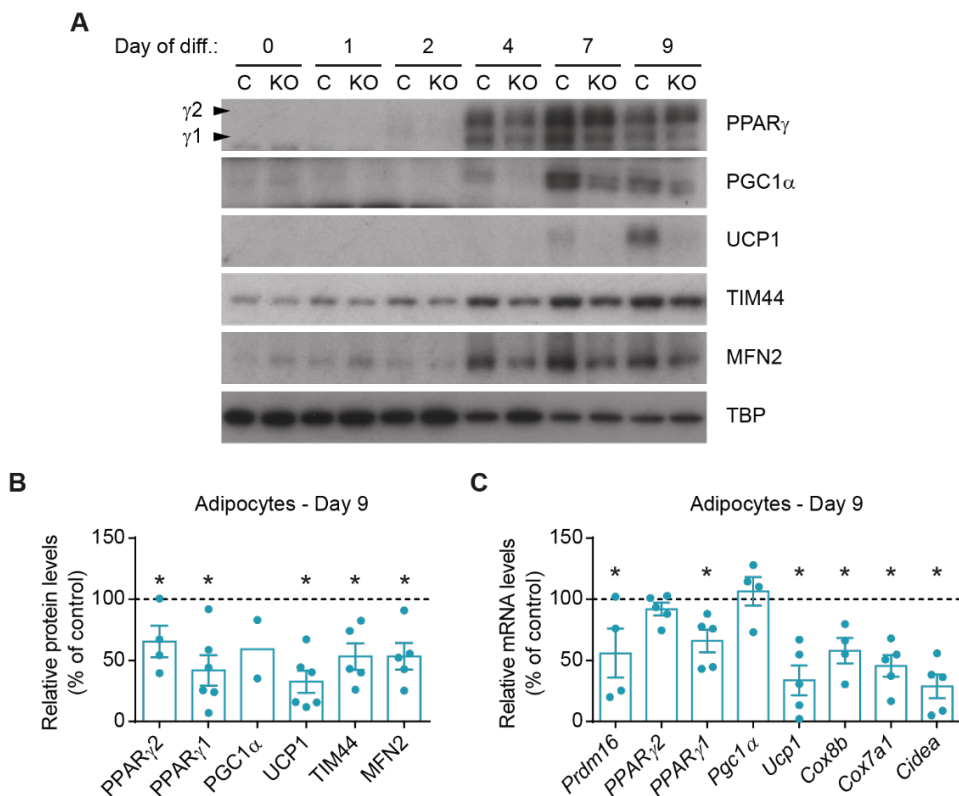 A
Day of diff.: 0 1 2 4 7 9
C KO C KO C KO C KO C KO C KO
γ2
γ1
PPARγ
PGC1α
UCP1
TIM44
MFN2
TBP
B
Adipocytes - Day 9
Relative protein levels
(% of control)
150
100
50
0
* * * * *
PPARγ2 PPARγ1 PGC1α UCP1 TIM44 MFN2
C
Adipocytes - Day 9
Relative mRNA levels
(% of control)
150
100
50
0
* * * * * *
Prdm16 PPARγ2 PPARγ1 Pgc1α Ucp1 Cox8b Cox7a1 Cidea